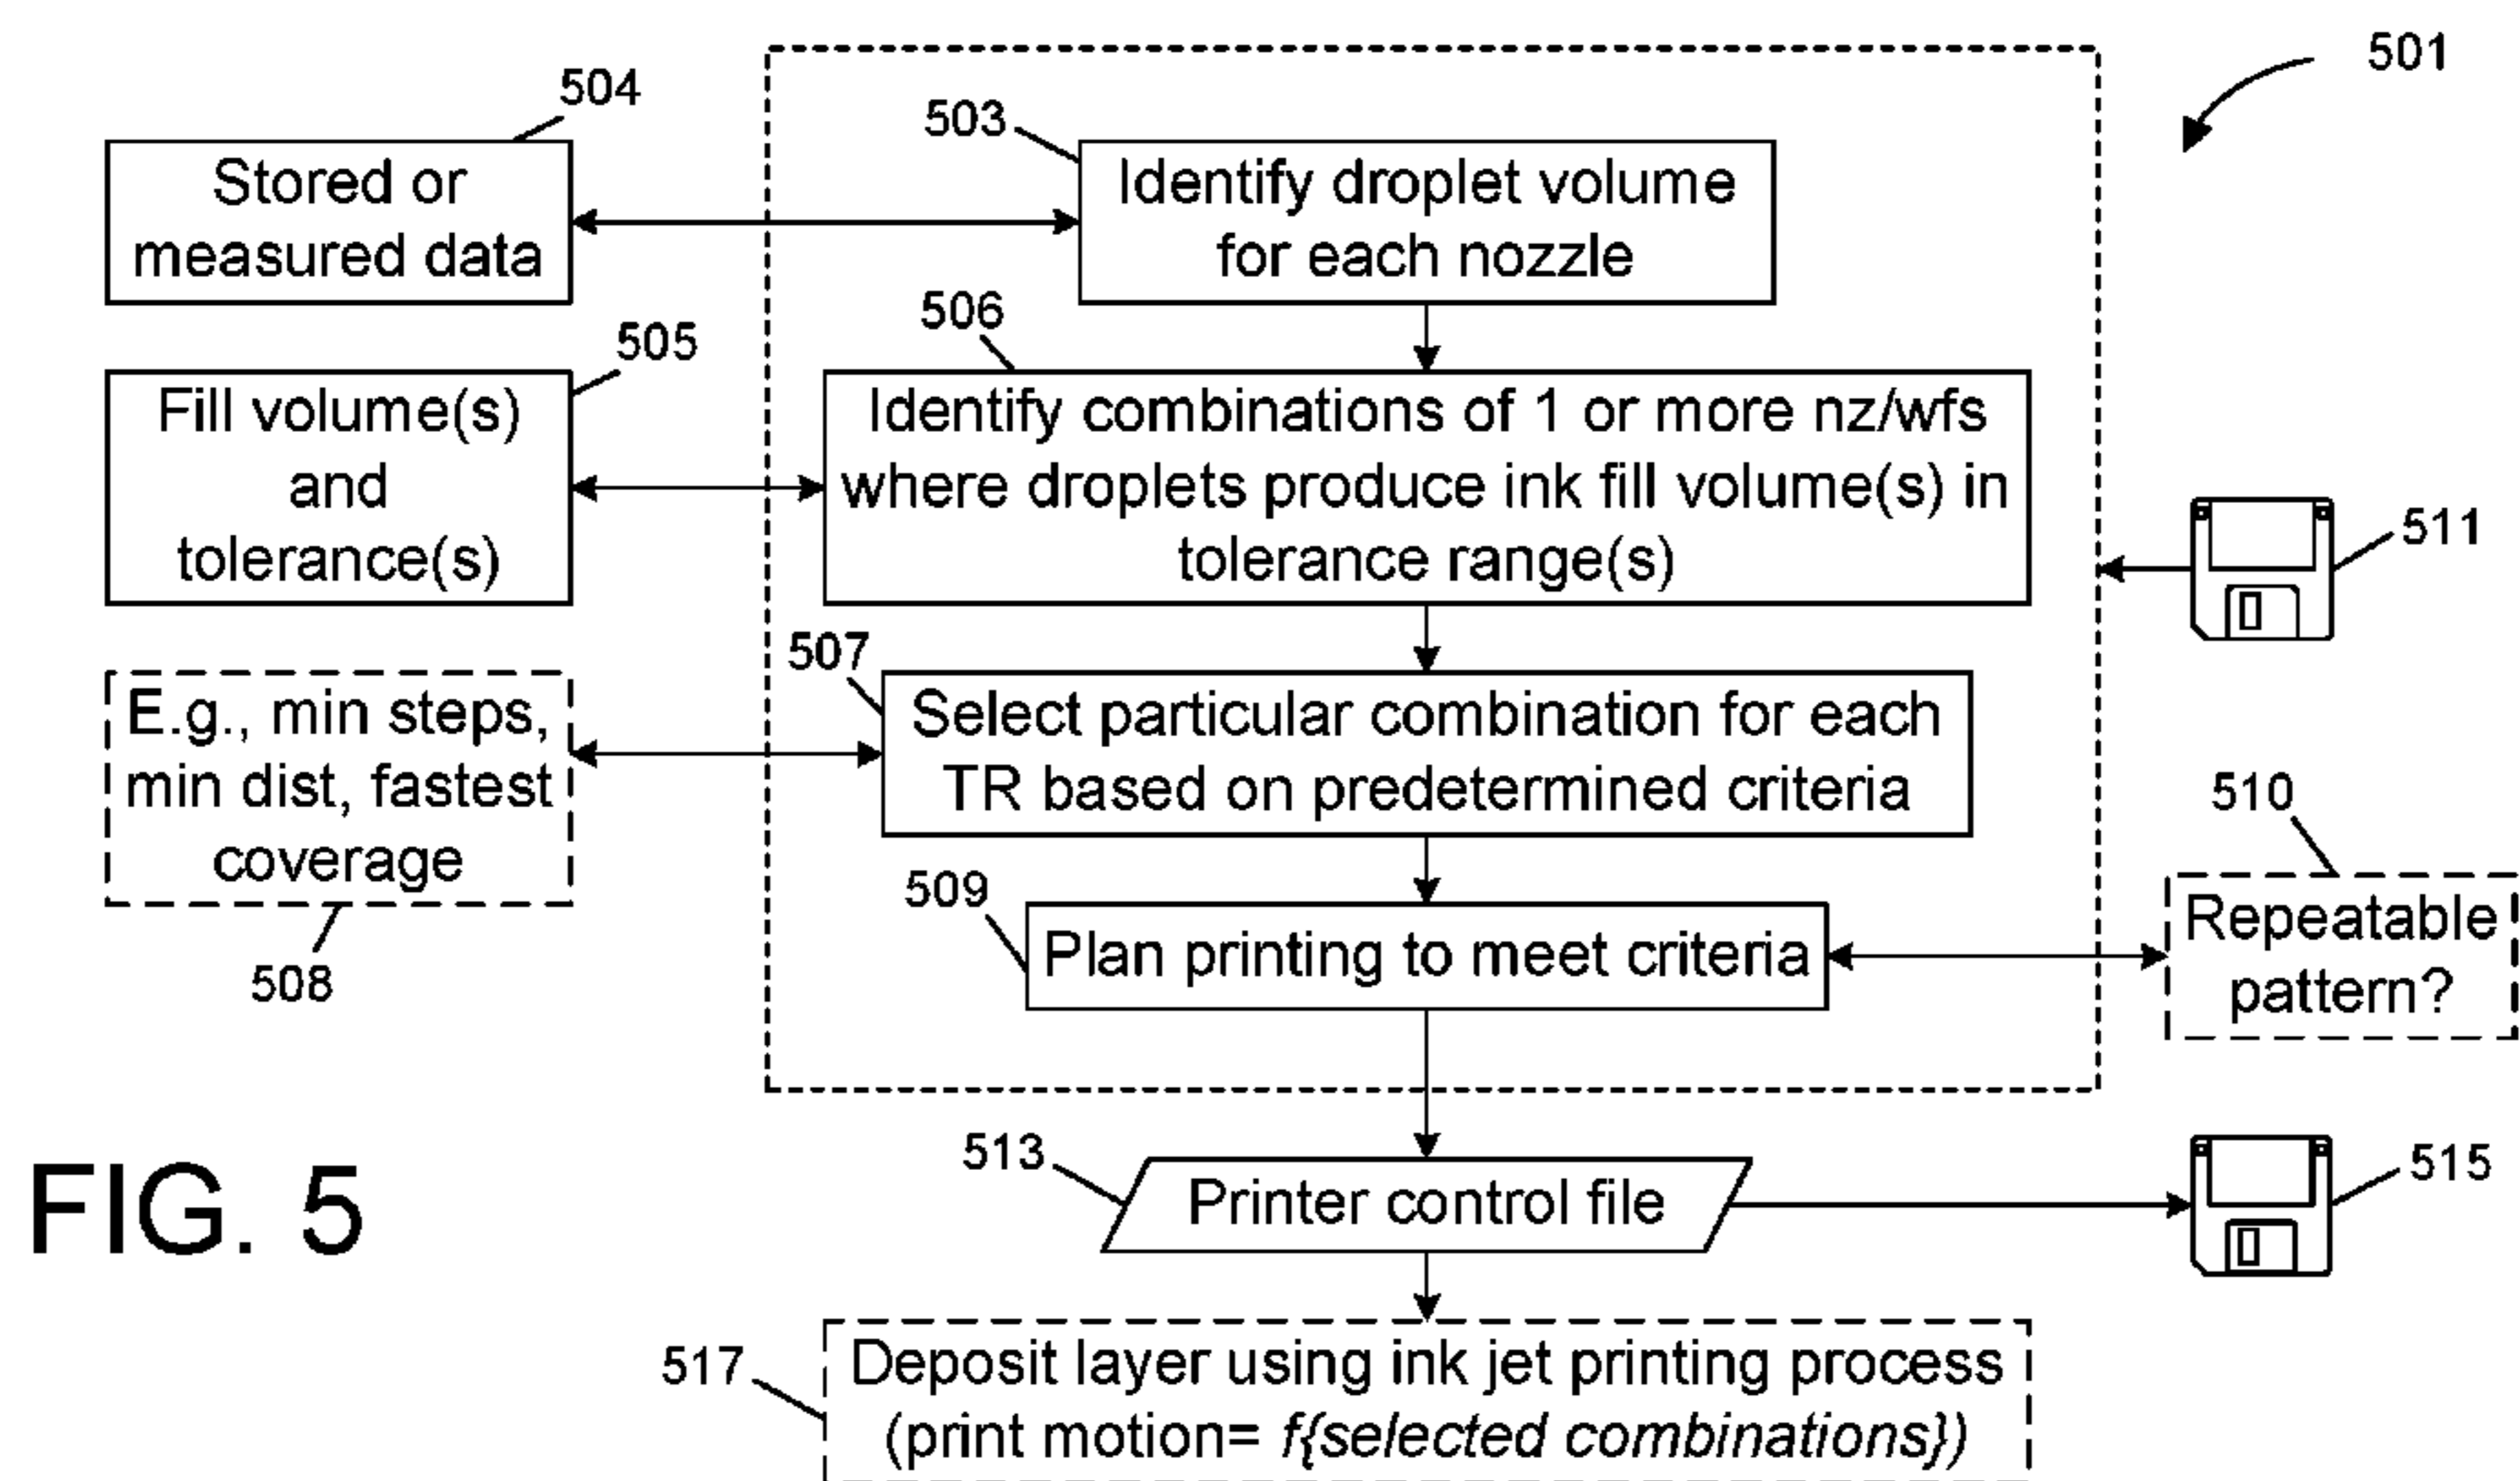 501
504
503
Stored or
measured data
Identify droplet volume
for each nozzle
506
505
Fill volume(s)
and
tolerance(s)
Identify combinations of 1 or more nz/wfs
where droplets produce ink fill volume(s) in
tolerance range(s)
511
507
E.g., min steps,
min dist, fastest
coverage
508
Select particular combination for each
TR based on predetermined criteria
510
509
Plan printing to meet criteria
Repeatable
pattern?
513
Printer control file
515
FIG. 5
517
Deposit layer using ink jet printing process
(print motion= f{selected combinations})